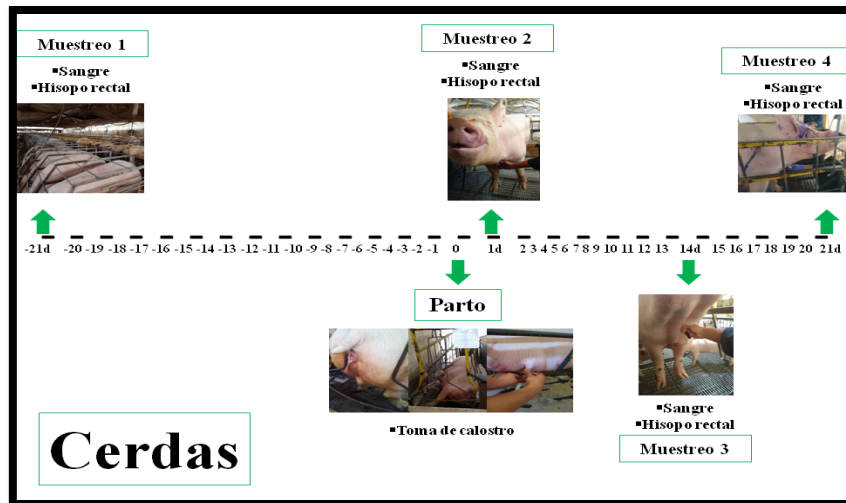 Muestreo 1
▪Sangre
▪Hisopo rectal
Muestreo 2
▪Sangre
▪Hisopo rectal
Muestreo 4
▪Sangre
▪Hisopo rectal
-21d -20 -19 -18 -17 -16 -15 -14 -13 -12 -11 -10 -9 -8 -7 -6 -5 -4 -3 -2 -1 0 1d 2 3 4 5 6 7 8 9 10 11 12 13 14d 15 16 17 18 19 20 21d
Parto
▪Toma de calostro
▪Sangre
▪Hisopo rectal
Muestreo 3
Cerdas